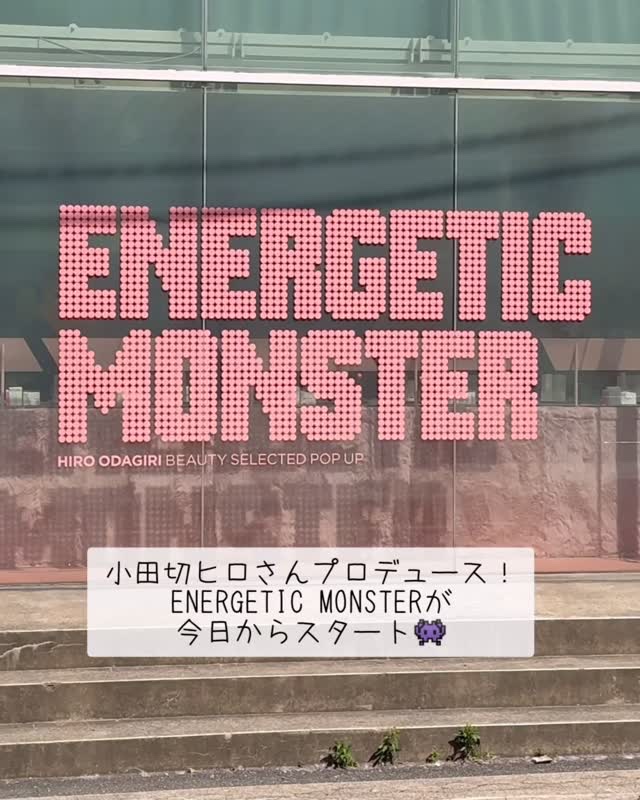 ENERGETIC
MONSTER
HIRO ODAGIRI BEAUTY SELECTED POP UP
小田切ヒロさんプロデュース！
ENERGETIC MONSTERが
今日からスタート👾